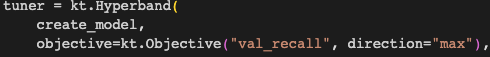 tuner = kt.Hyperband(
    create_model,
    objective=kt.Objective("val_recall", direction="max"),